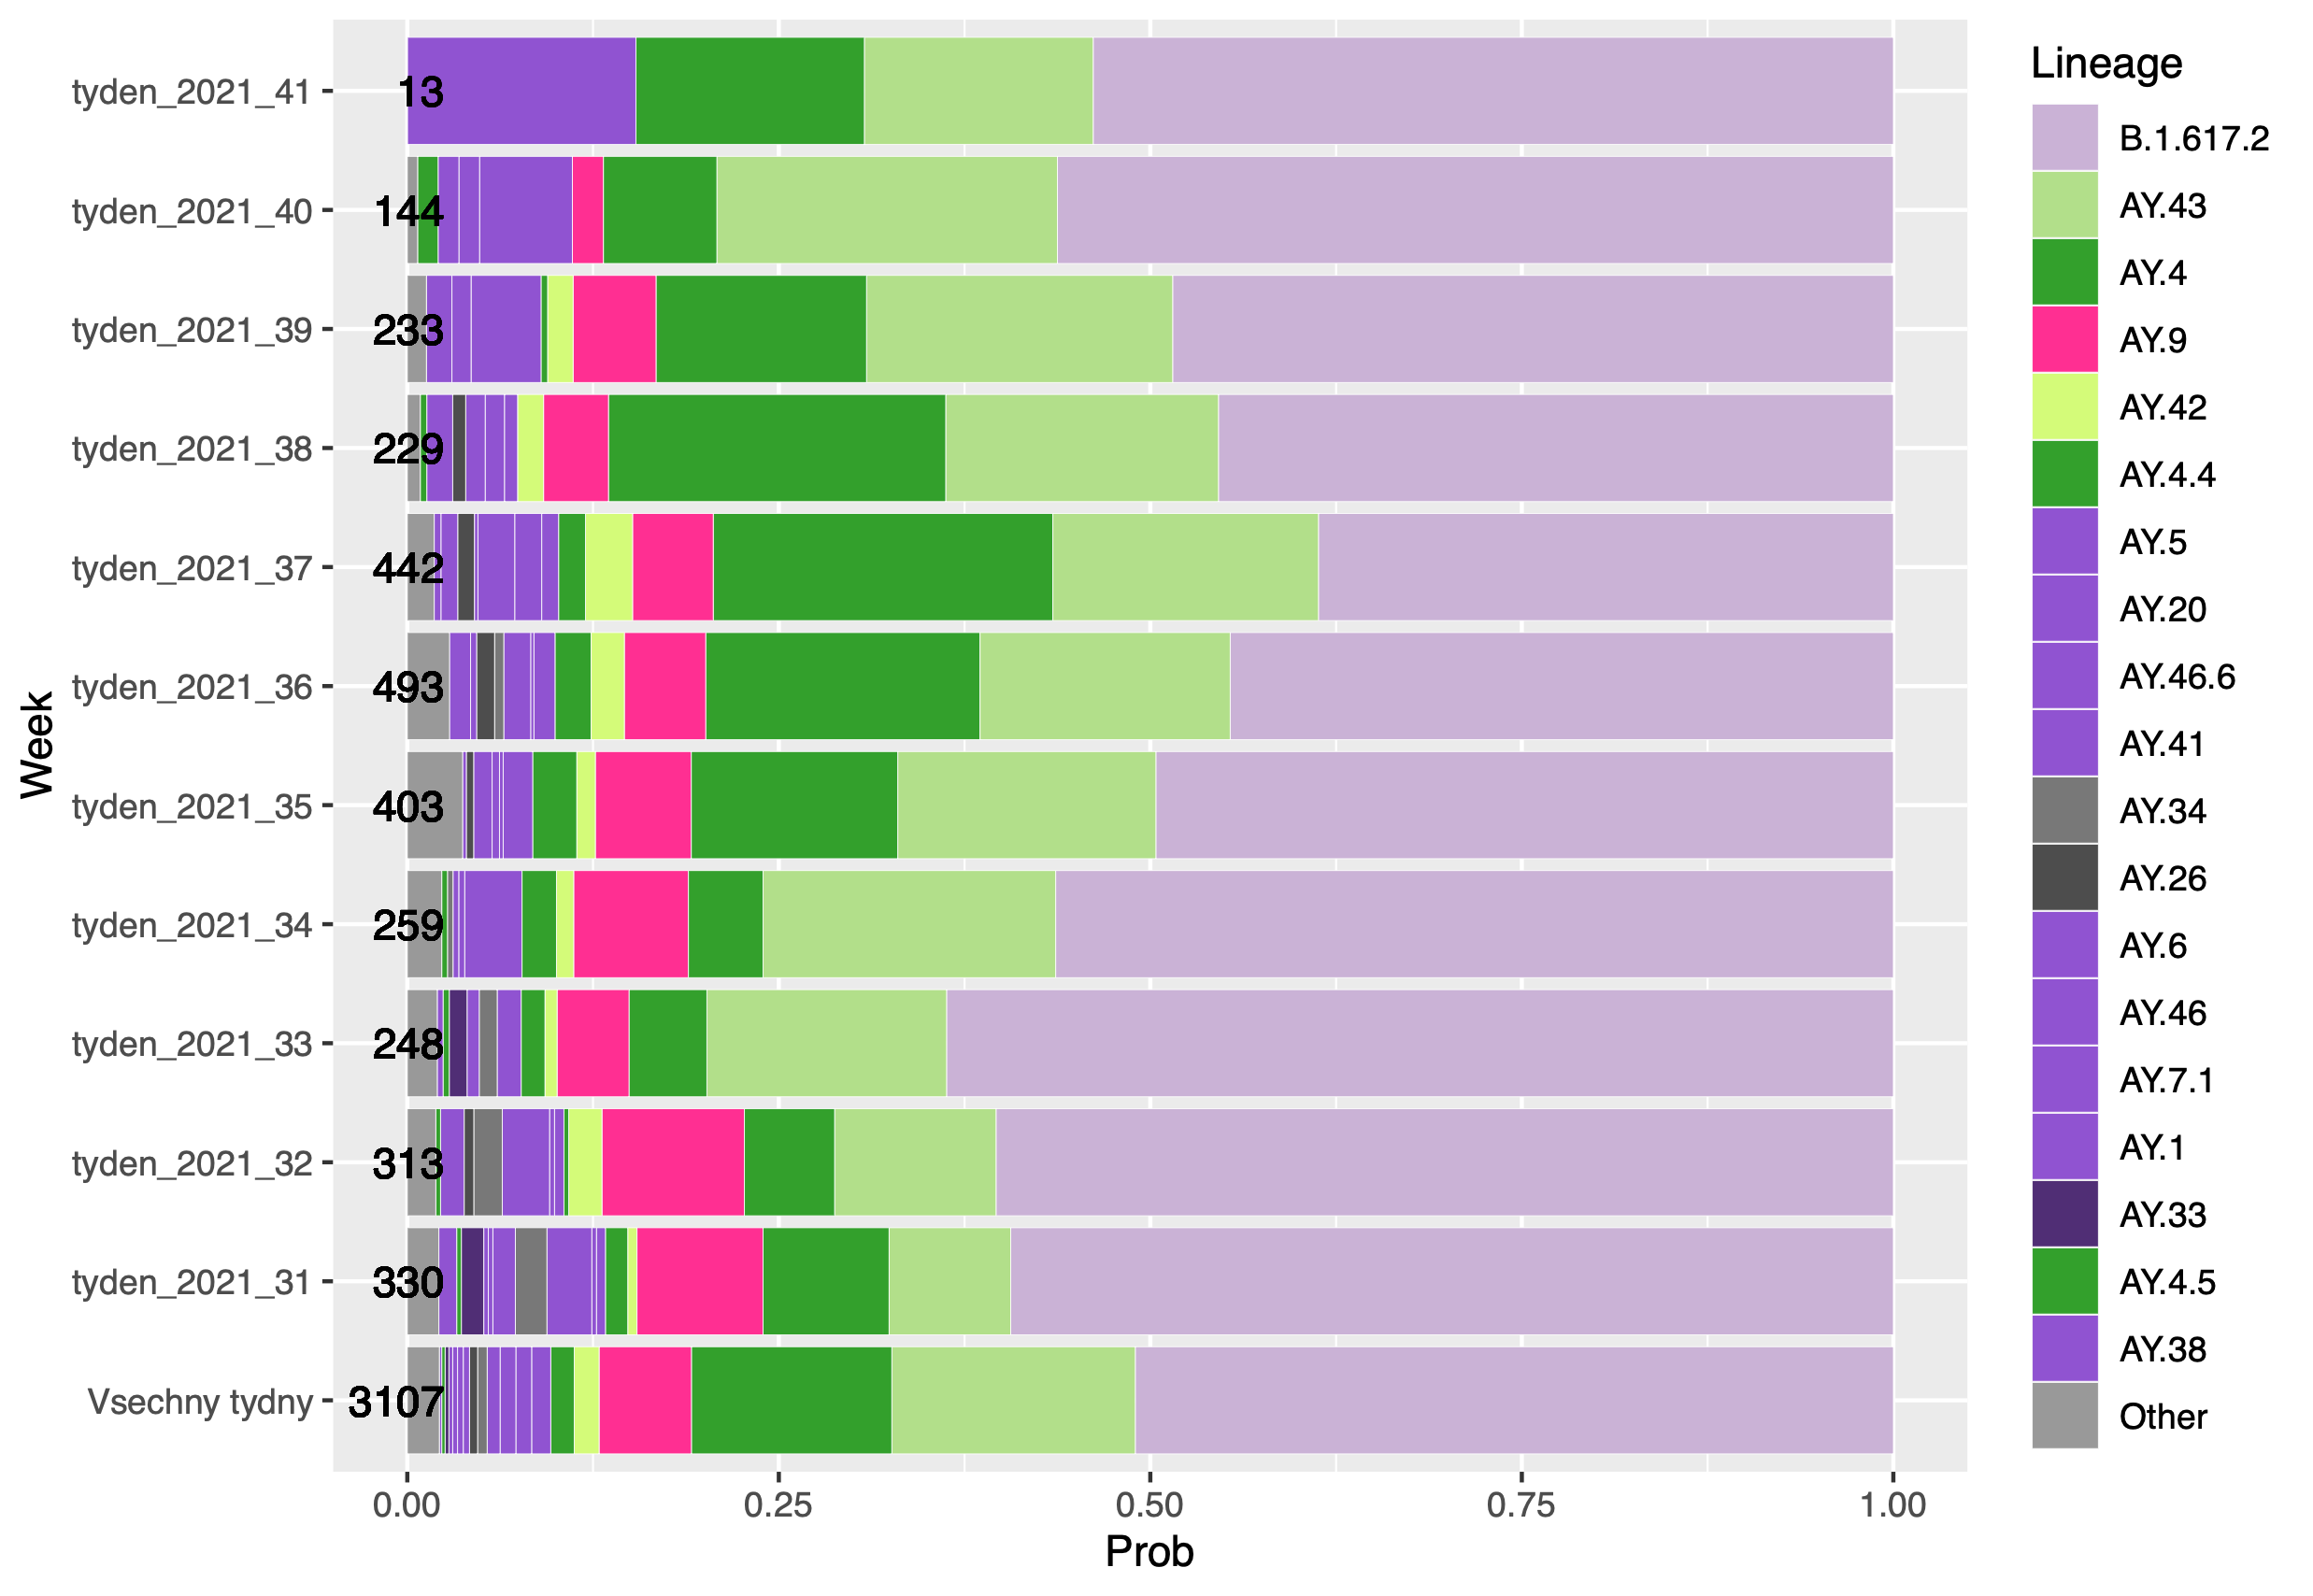 Week
tyden_2021_41
13
tyden_2021_40
144
tyden_2021_39
233
tyden_2021_38
229
tyden_2021_37
442
tyden_2021_36
493
tyden_2021_35
403
tyden_2021_34
259
tyden_2021_33
248
tyden_2021_32
313
tyden_2021_31
330
Vsechny tydny
3107
0.00
0.25
0.50
0.75
1.00
Prob
Lineage
B.1.617.2
AY.43
AY.4
AY.9
AY.42
AY.4.4
AY.5
AY.20
AY.46.6
AY.41
AY.34
AY.26
AY.6
AY.46
AY.7.1
AY.1
AY.33
AY.4.5
AY.38
Other